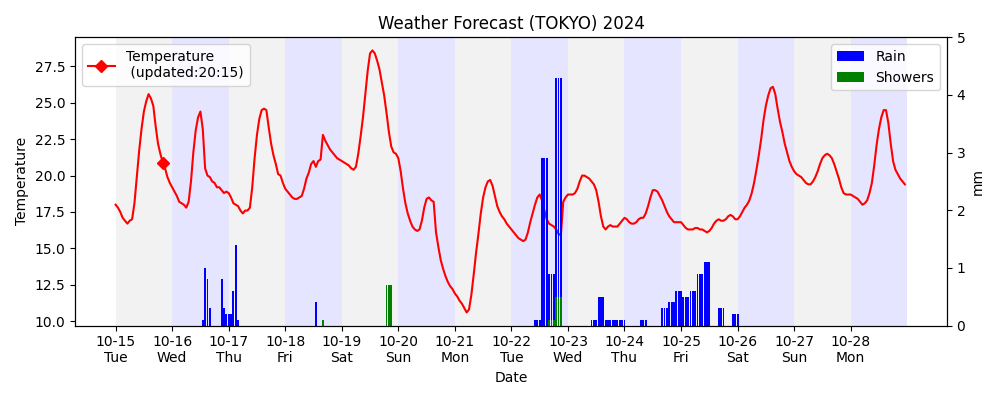 Weather Forecast (TOKYO) 2024
Temperature
(updated:20:15)
Rain
Showers
Temperature
27.5
25.0
22.5
20.0
17.5
15.0
12.5
10.0
5
4
3
2
1
0
mm
10-15 10-16 10-17 10-18 10-19 10-20 10-21 10-22 10-23 10-24 10-25 10-26 10-27 10-28
Tue Wed Thu Fri Sat Sun Mon Tue Wed Thu Fri Sat Sun Mon
Date